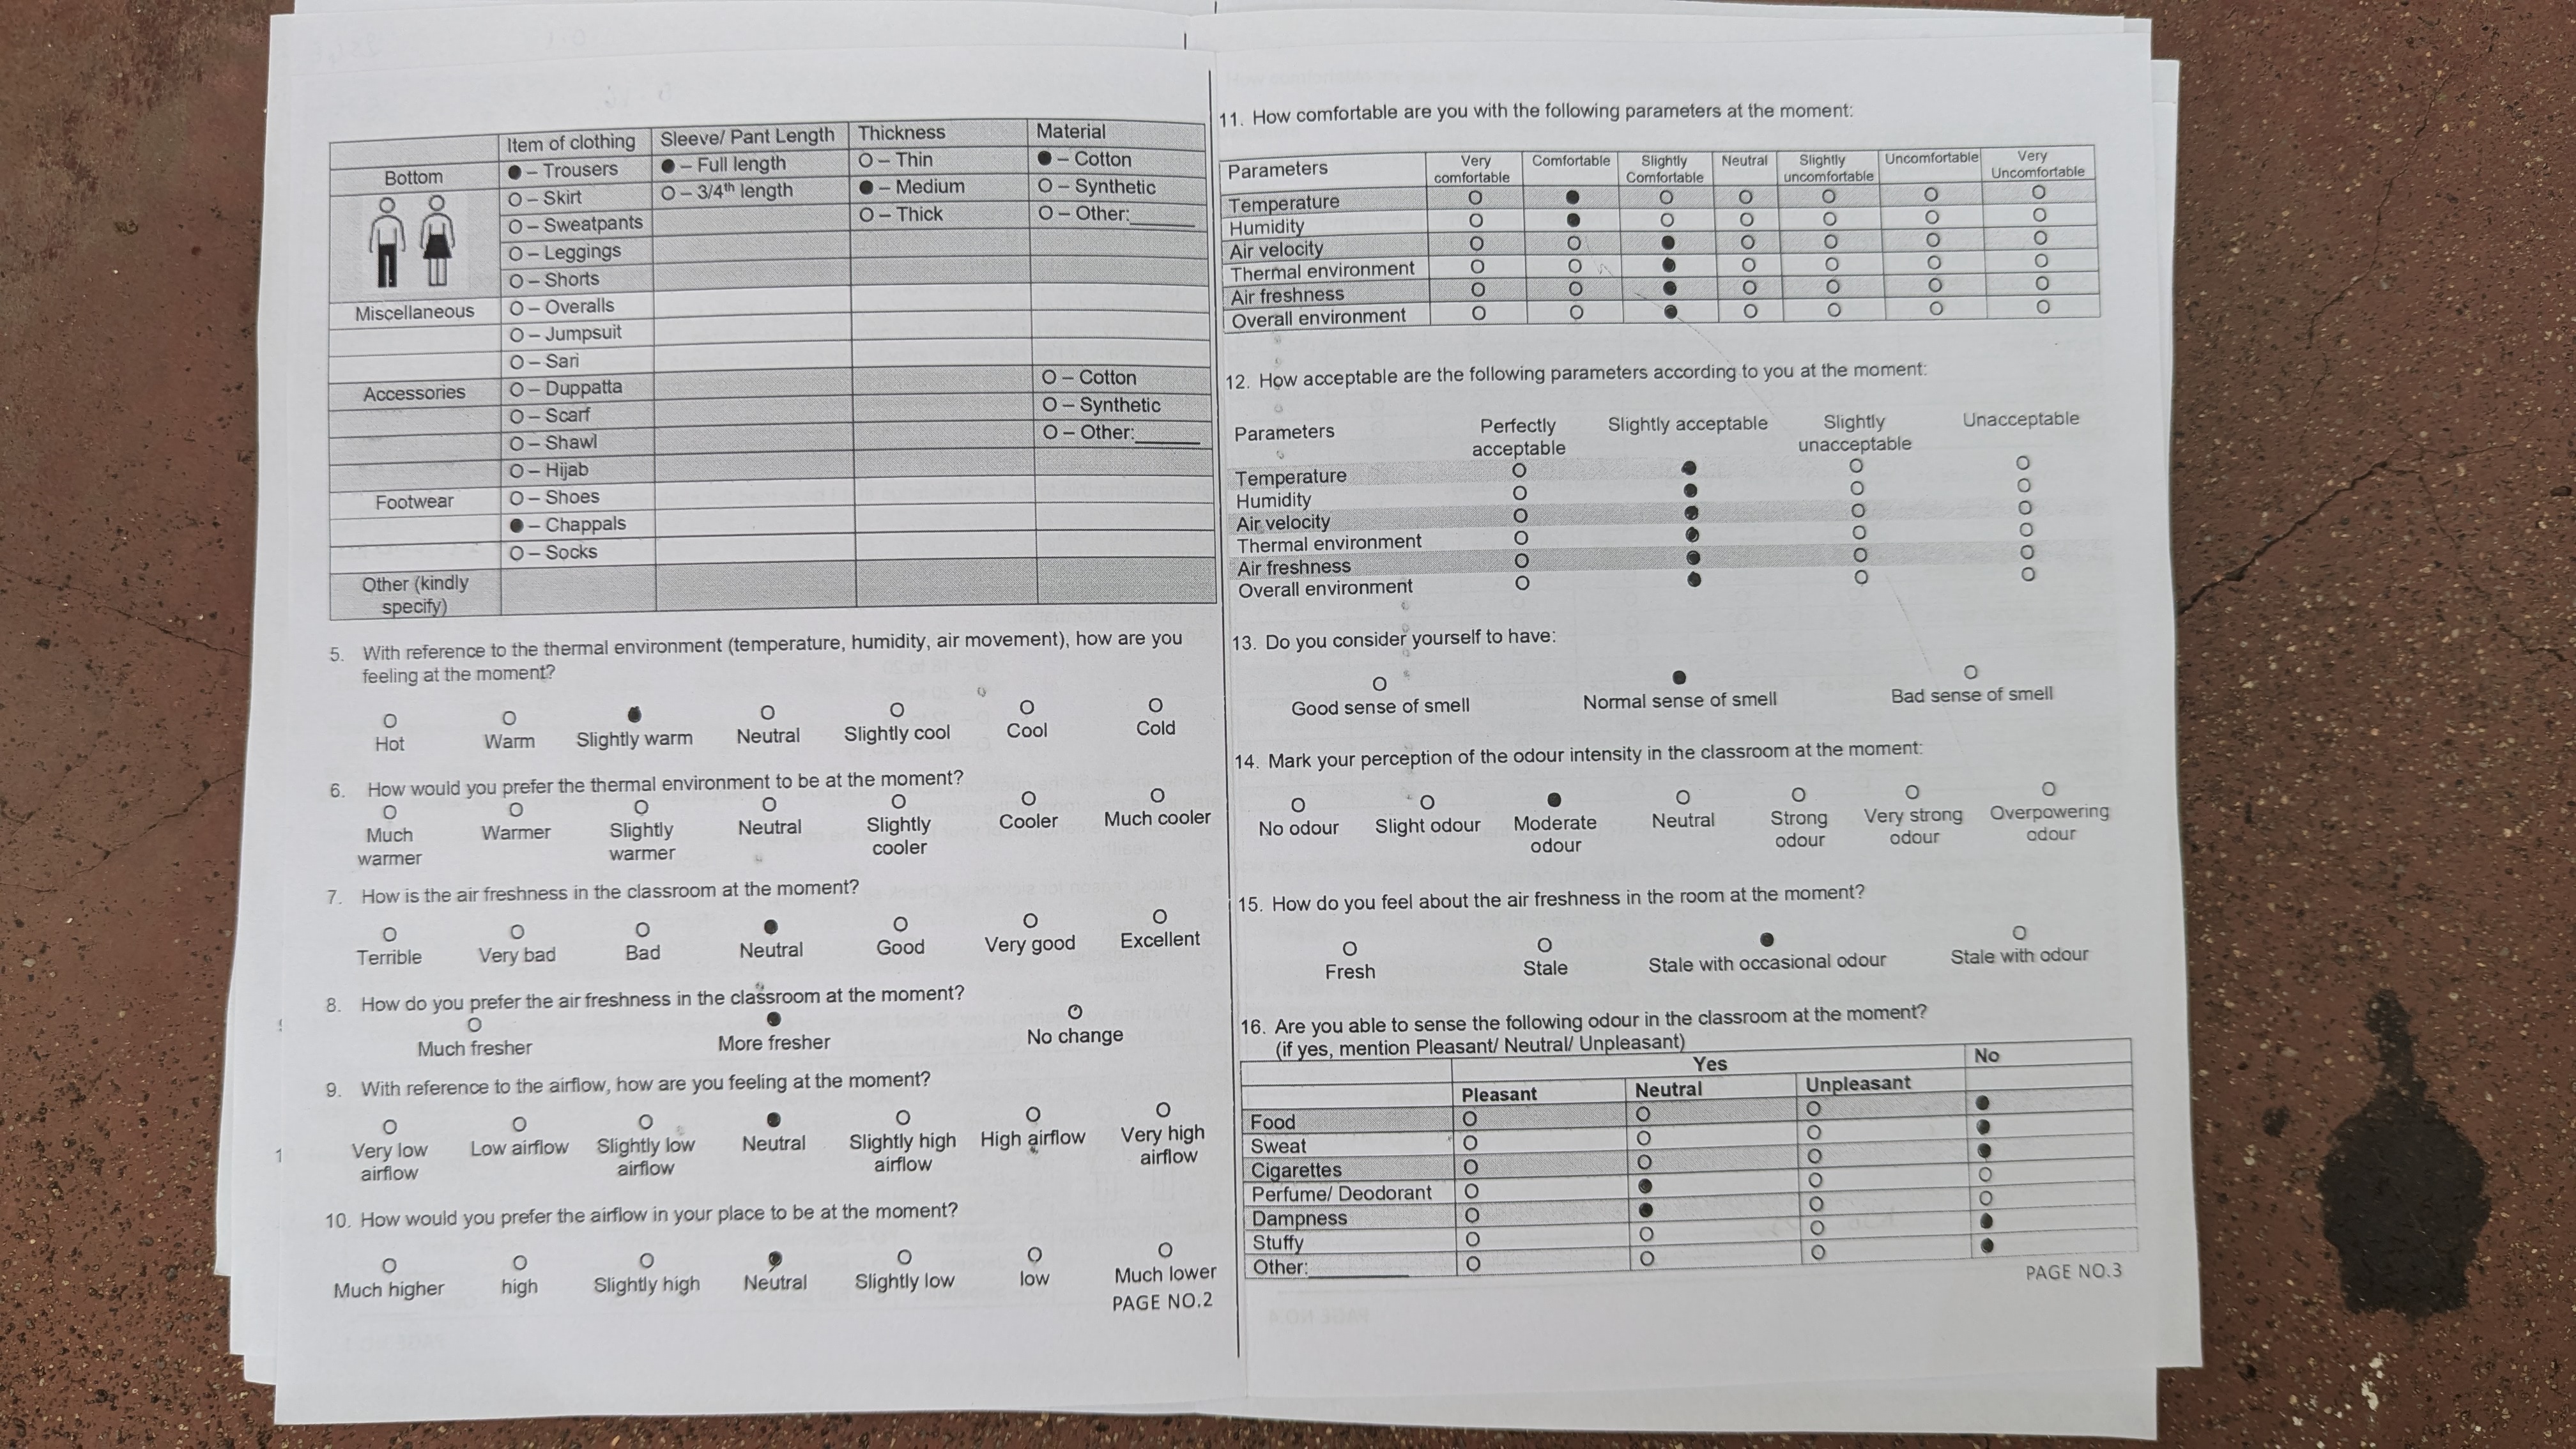 Item of clothing Sleeve/ Pant Length Thickness Material
Bottom ● – Trousers ● – Full length O – Thin ● – Cotton
O – Skirt O – 3/4th length ● – Medium O – Synthetic
O – Sweatpants O – Thick O – Other:______
O – Leggings
O – Shorts
Miscellaneous O – Overalls
O – Jumpsuit
O – Sari
Accessories O – Duppatta O – Cotton
O – Scarf O – Synthetic
O – Shawl O – Other:______
O – Hijab
Footwear O – Shoes
● – Chappals
O – Socks
Other (kindly
specify)
5. With reference to the thermal environment (temperature, humidity, air movement), how are you
feeling at the moment?
O O ● O O O O
Hot Warm Slightly warm Neutral Slightly cool Cool Cold
6. How would you prefer the thermal environment to be at the moment?
O O O O O O O
Much Warmer Slightly Neutral Slightly Cooler Much cooler
warmer warmer cooler
7. How is the air freshness in the classroom at the moment?
O O O ● O O O
Terrible Very bad Bad Neutral Good Very good Excellent
8. How do you prefer the air freshness in the classroom at the moment?
O ● O
Much fresher More fresher No change
9. With reference to the airflow, how are you feeling at the moment?
O O O ● O O O
Very low Low airflow Slightly low Neutral Slightly high High airflow Very high
airflow airflow airflow airflow
10. How would you prefer the airflow in your place to be at the moment?
O O O ● O O O
Much higher high Slightly high Neutral Slightly low low Much lower
PAGE NO.2
11. How comfortable are you with the following parameters at the moment:
Parameters Very Comfortable Slightly Neutral Slightly Uncomfortable Very
comfortable Comfortable uncomfortable Uncomfortable
Temperature O ● O O O O O
Humidity O ● O O O O O
Air velocity O O ● O O O O
Thermal environment O O ● O O O O
Air freshness O O ● O O O O
Overall environment O O ● O O O O
12. How acceptable are the following parameters according to you at the moment:
Parameters Perfectly Slightly acceptable Slightly Unacceptable
acceptable unacceptable
Temperature O ● O O
Humidity O ● O O
Air velocity O ● O O
Thermal environment O ● O O
Air freshness O ● O O
Overall environment O ● O O
13. Do you consider yourself to have:
O ● O
Good sense of smell Normal sense of smell Bad sense of smell
14. Mark your perception of the odour intensity in the classroom at the moment:
O O ● O O O O
No odour Slight odour Moderate Neutral Strong Very strong Overpowering
odour odour odour odour
15. How do you feel about the air freshness in the room at the moment?
O O ● O
Fresh Stale Stale with occasional odour Stale with odour
16. Are you able to sense the following odour in the classroom at the moment?
(if yes, mention Pleasant/ Neutral/ Unpleasant)
Yes No
Pleasant Neutral Unpleasant
Food O O O ●
Sweat O O O ●
Cigarettes O O O ●
Perfume/ Deodorant O ● O O
Dampness O ● O O
Stuffy O O O ●
Other:__________ O O O ●
PAGE NO.3